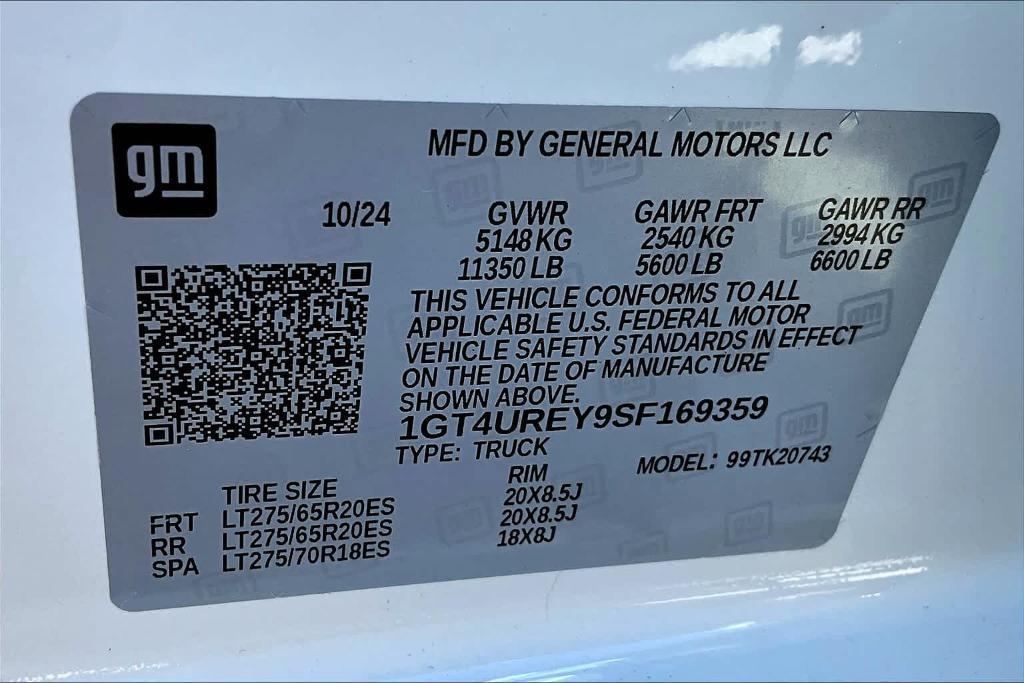 gm
MFD BY GENERAL MOTORS LLC
10/24 GVWR GAWR FRT GAWR RR
5148 KG 2540 KG 2994 KG
11350 LB 5600 LB 6600 LB
THIS VEHICLE CONFORMS TO ALL
APPLICABLE U.S. FEDERAL MOTOR
VEHICLE SAFETY STANDARDS IN EFFECT
ON THE DATE OF MANUFACTURE
SHOWN ABOVE.
1GT4UREY9SF169359
TYPE: TRUCK MODEL: 99TK20743
TIRE SIZE RIM
FRT LT275/65R20ES 20X8.5J
RR LT275/65R20ES 20X8.5J
SPA LT275/70R18ES 18X8J